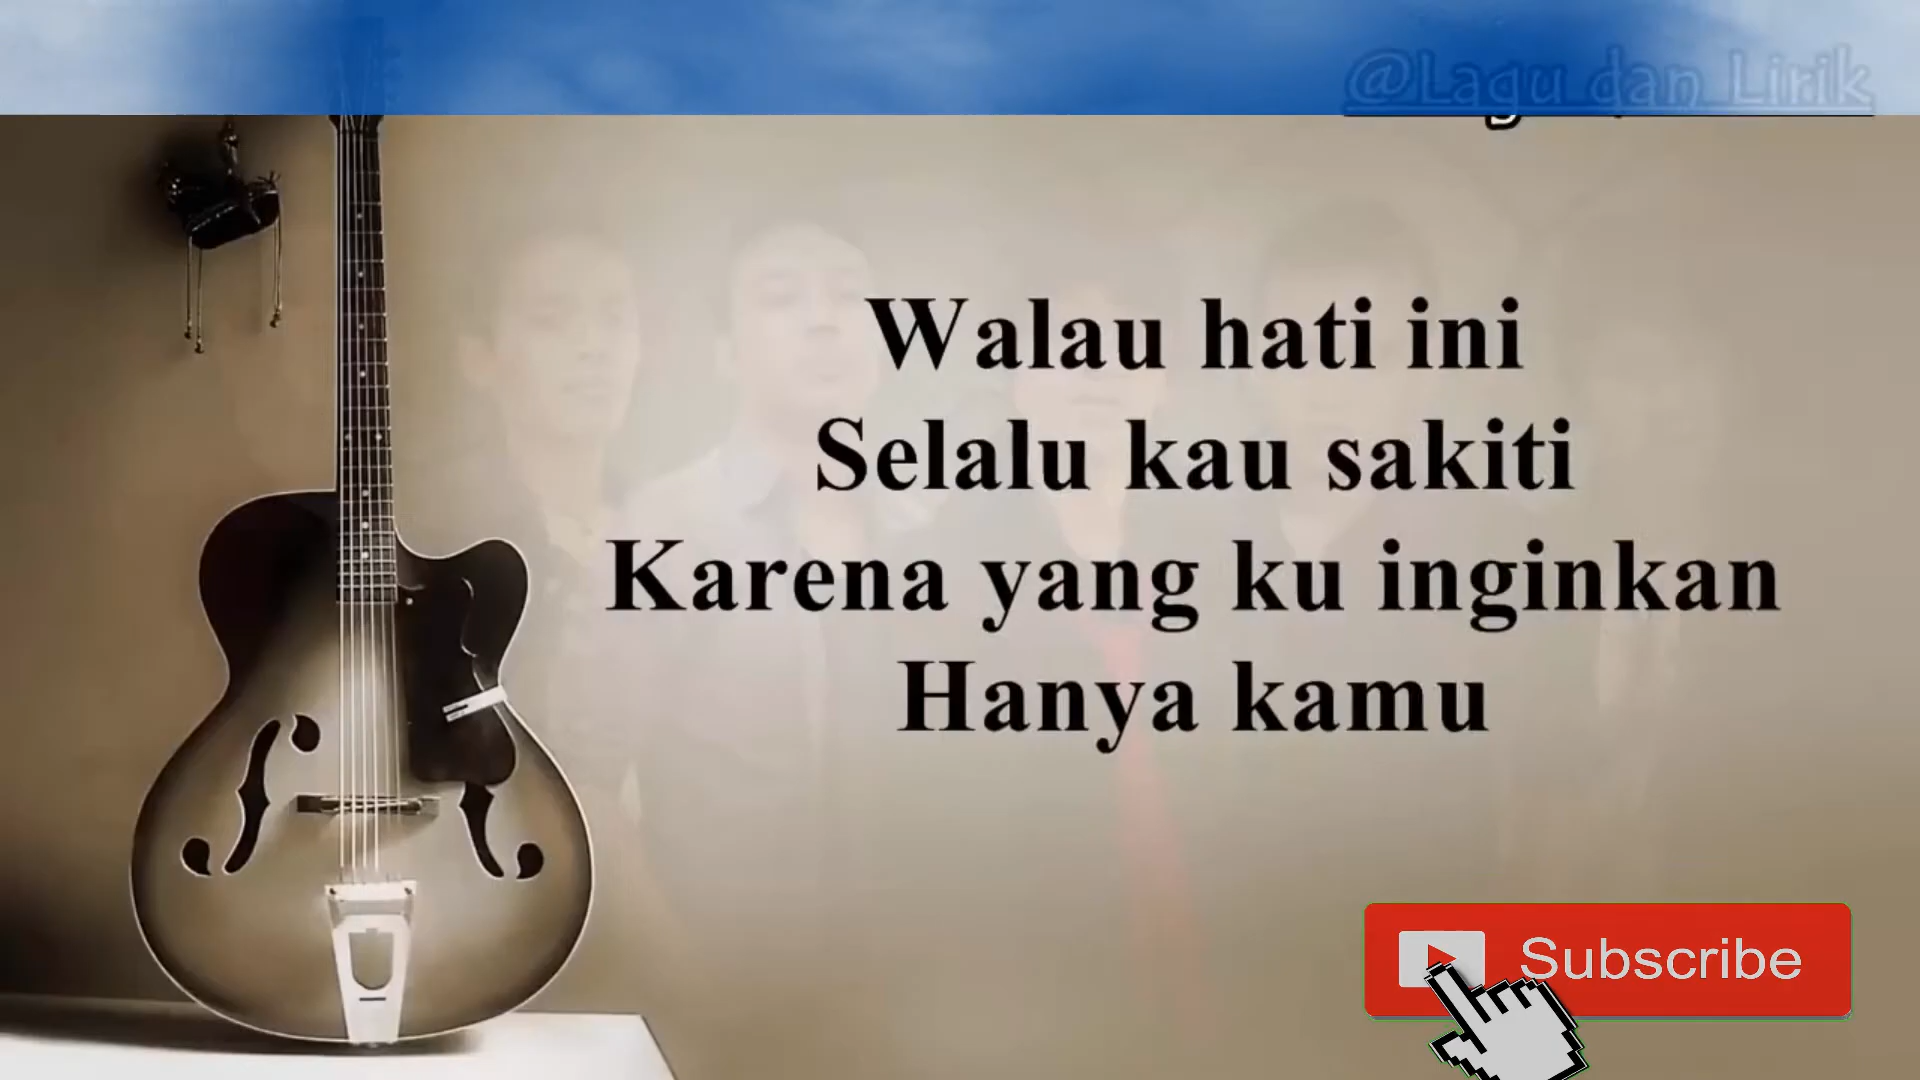 @Lagu dan Lirik
Walau hati ini
Selalu kau sakiti
Karena yang ku inginkan
Hanya kamu
Subscribe